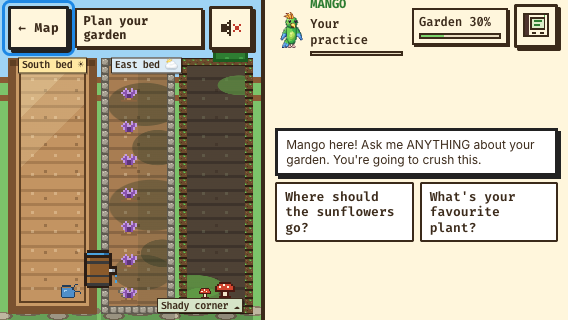 ← Map
Plan your
garden
South bed ☀
East bed ⛅
Shady corner ☁
MANGO
Your
practice
Garden 30%
Mango here! Ask me ANYTHING about your
garden. You're going to crush this.
Where should
the sunflowers
go?
What's your
favourite
plant?